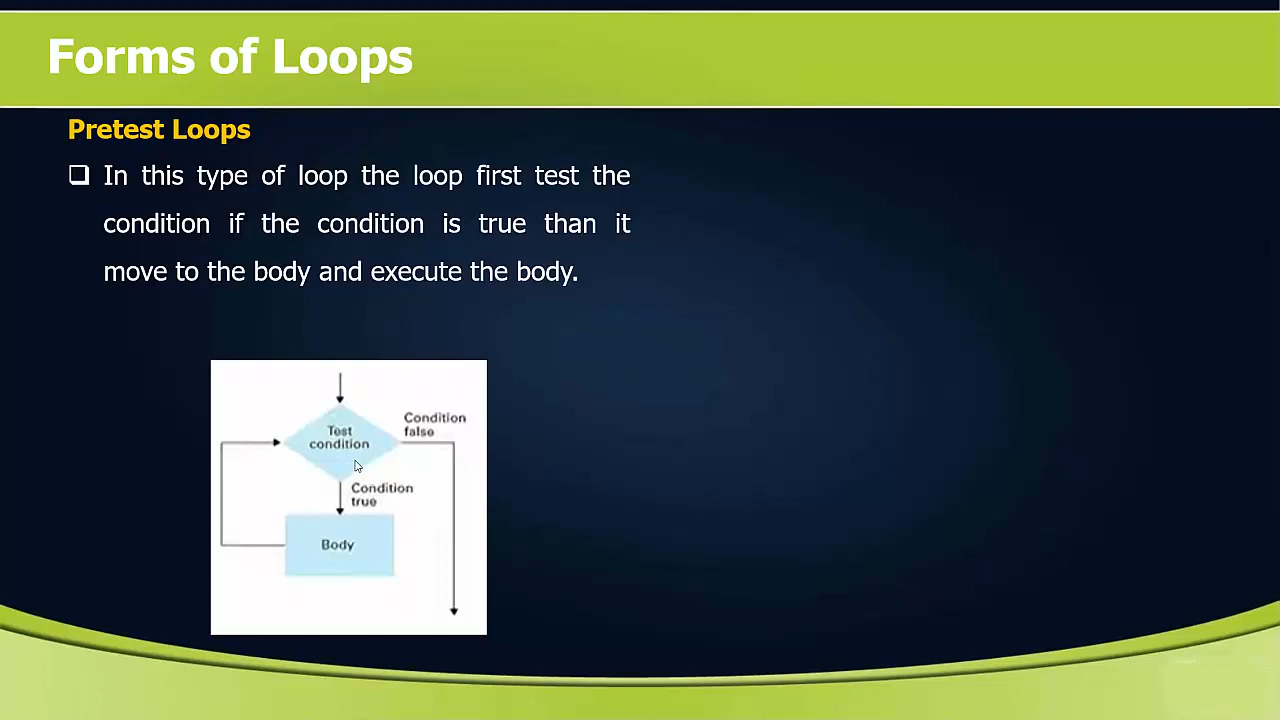 Forms of Loops
Pretest Loops
❑ In this type of loop the loop first test the
condition if the condition is true than it
move to the body and execute the body.
Condition
false
Test
condition
Condition
true
Body